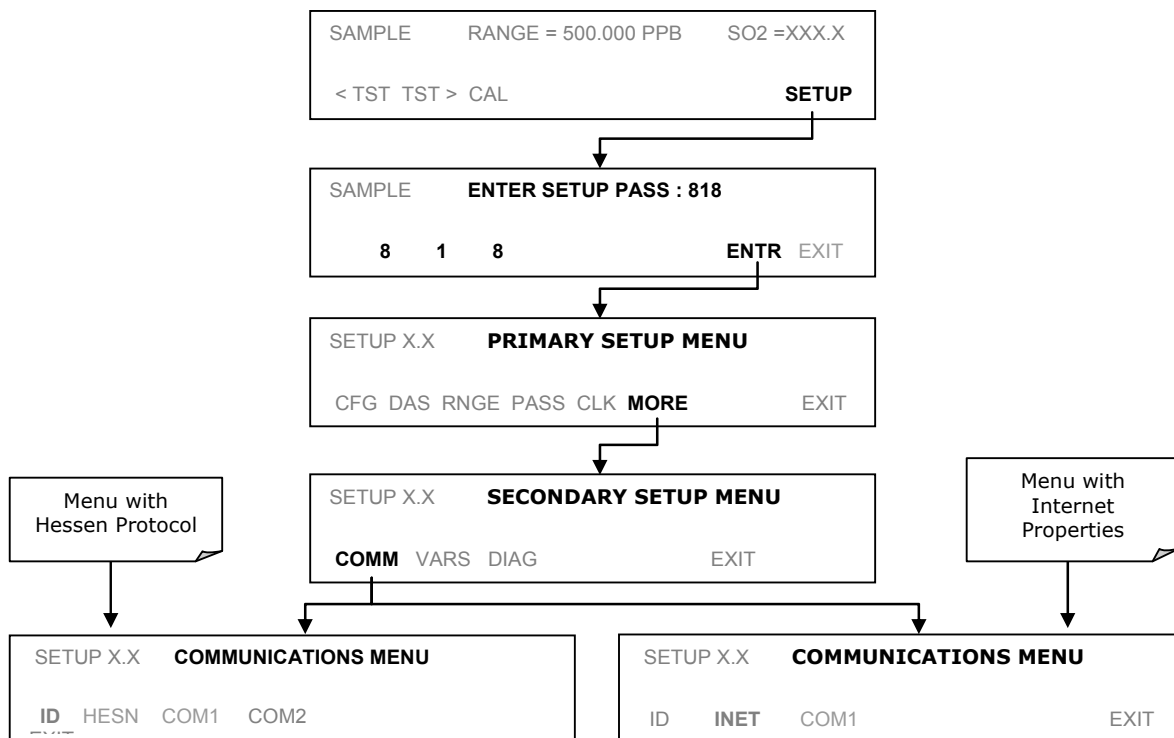 SAMPLE RANGE = 500.000 PPB SO2 =XXX.X
< TST TST > CAL SETUP
SAMPLE ENTER SETUP PASS : 818
8 1 8 ENTR EXIT
SETUP X.X PRIMARY SETUP MENU
CFG DAS RNGE PASS CLK MORE EXIT
Menu with
Hessen Protocol
SETUP X.X SECONDARY SETUP MENU
COMM VARS DIAG EXIT
Menu with
Internet
Properties
SETUP X.X COMMUNICATIONS MENU
ID HESN COM1 COM2
EXIT
SETUP X.X COMMUNICATIONS MENU
ID INET COM1 EXIT